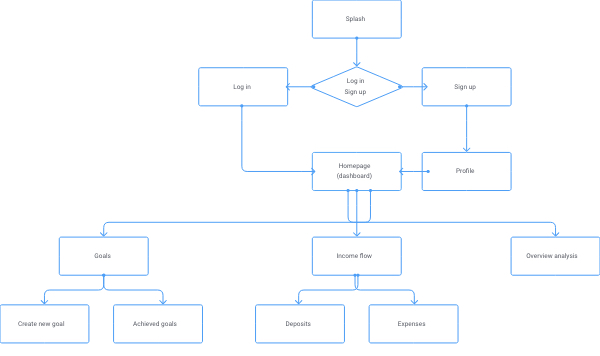 Splash
Log in
Log in
Sign up
Sign up
Homepage
(dashboard)
Profile
Goals
Income flow
Overview analysis
Create new goal
Achieved goals
Deposits
Expenses